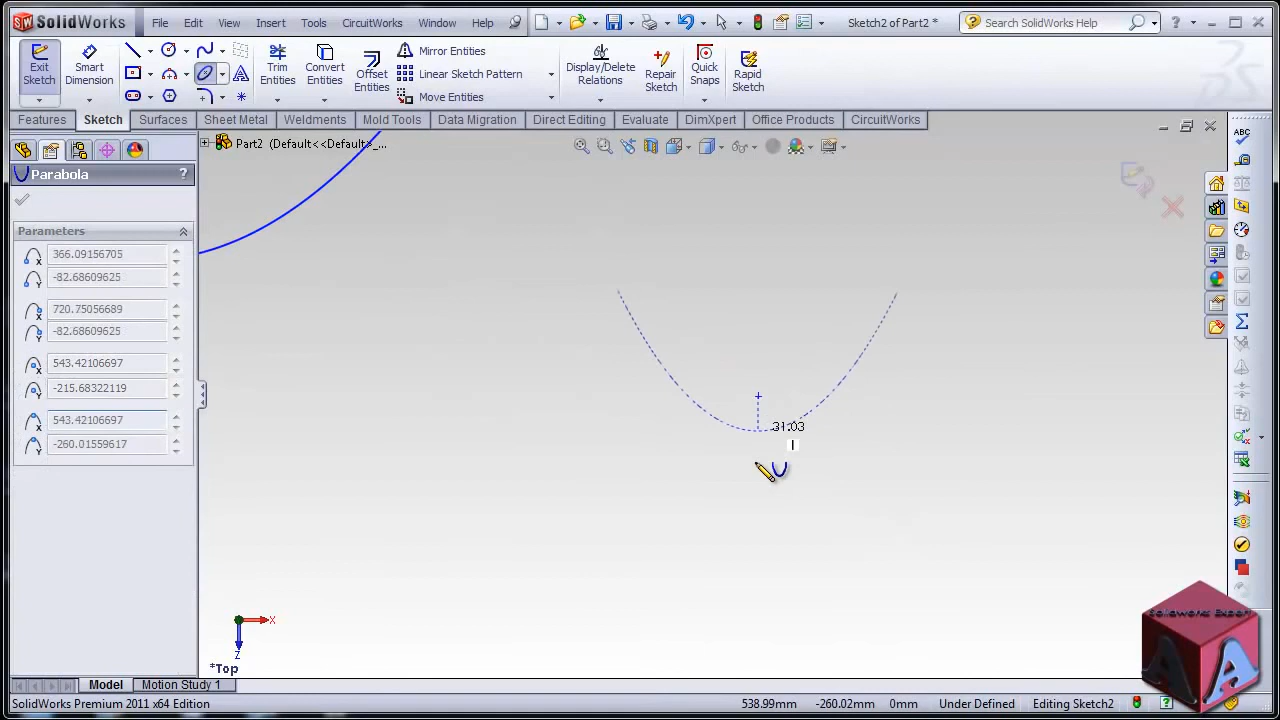 SolidWorks File Edit View Insert Tools CircuitWorks Window Help Sketch2 of Part2 * Search SolidWorks Help
Exit Sketch
Smart Dimension
Trim Entities
Convert Entities
Offset Entities
Mirror Entities
Linear Sketch Pattern
Move Entities
Display/Delete Relations
Repair Sketch
Quick Snaps
Rapid Sketch
Features Sketch Surfaces Sheet Metal Weldments Mold Tools Data Migration Direct Editing Evaluate DimXpert Office Products CircuitWorks
Part2 (Default<<Default>_...
Parabola ?
Parameters
366.09156705
-82.68609625
720.75056689
-82.68609625
543.42106697
-215.68322119
543.42106697
-260.01559617
31.03
X
Z
*Top
Solidworks Expert
A A
Model Motion Study 1
SolidWorks Premium 2011 x64 Edition 538.99mm -260.02mm 0mm Under Defined Editing Sketch2